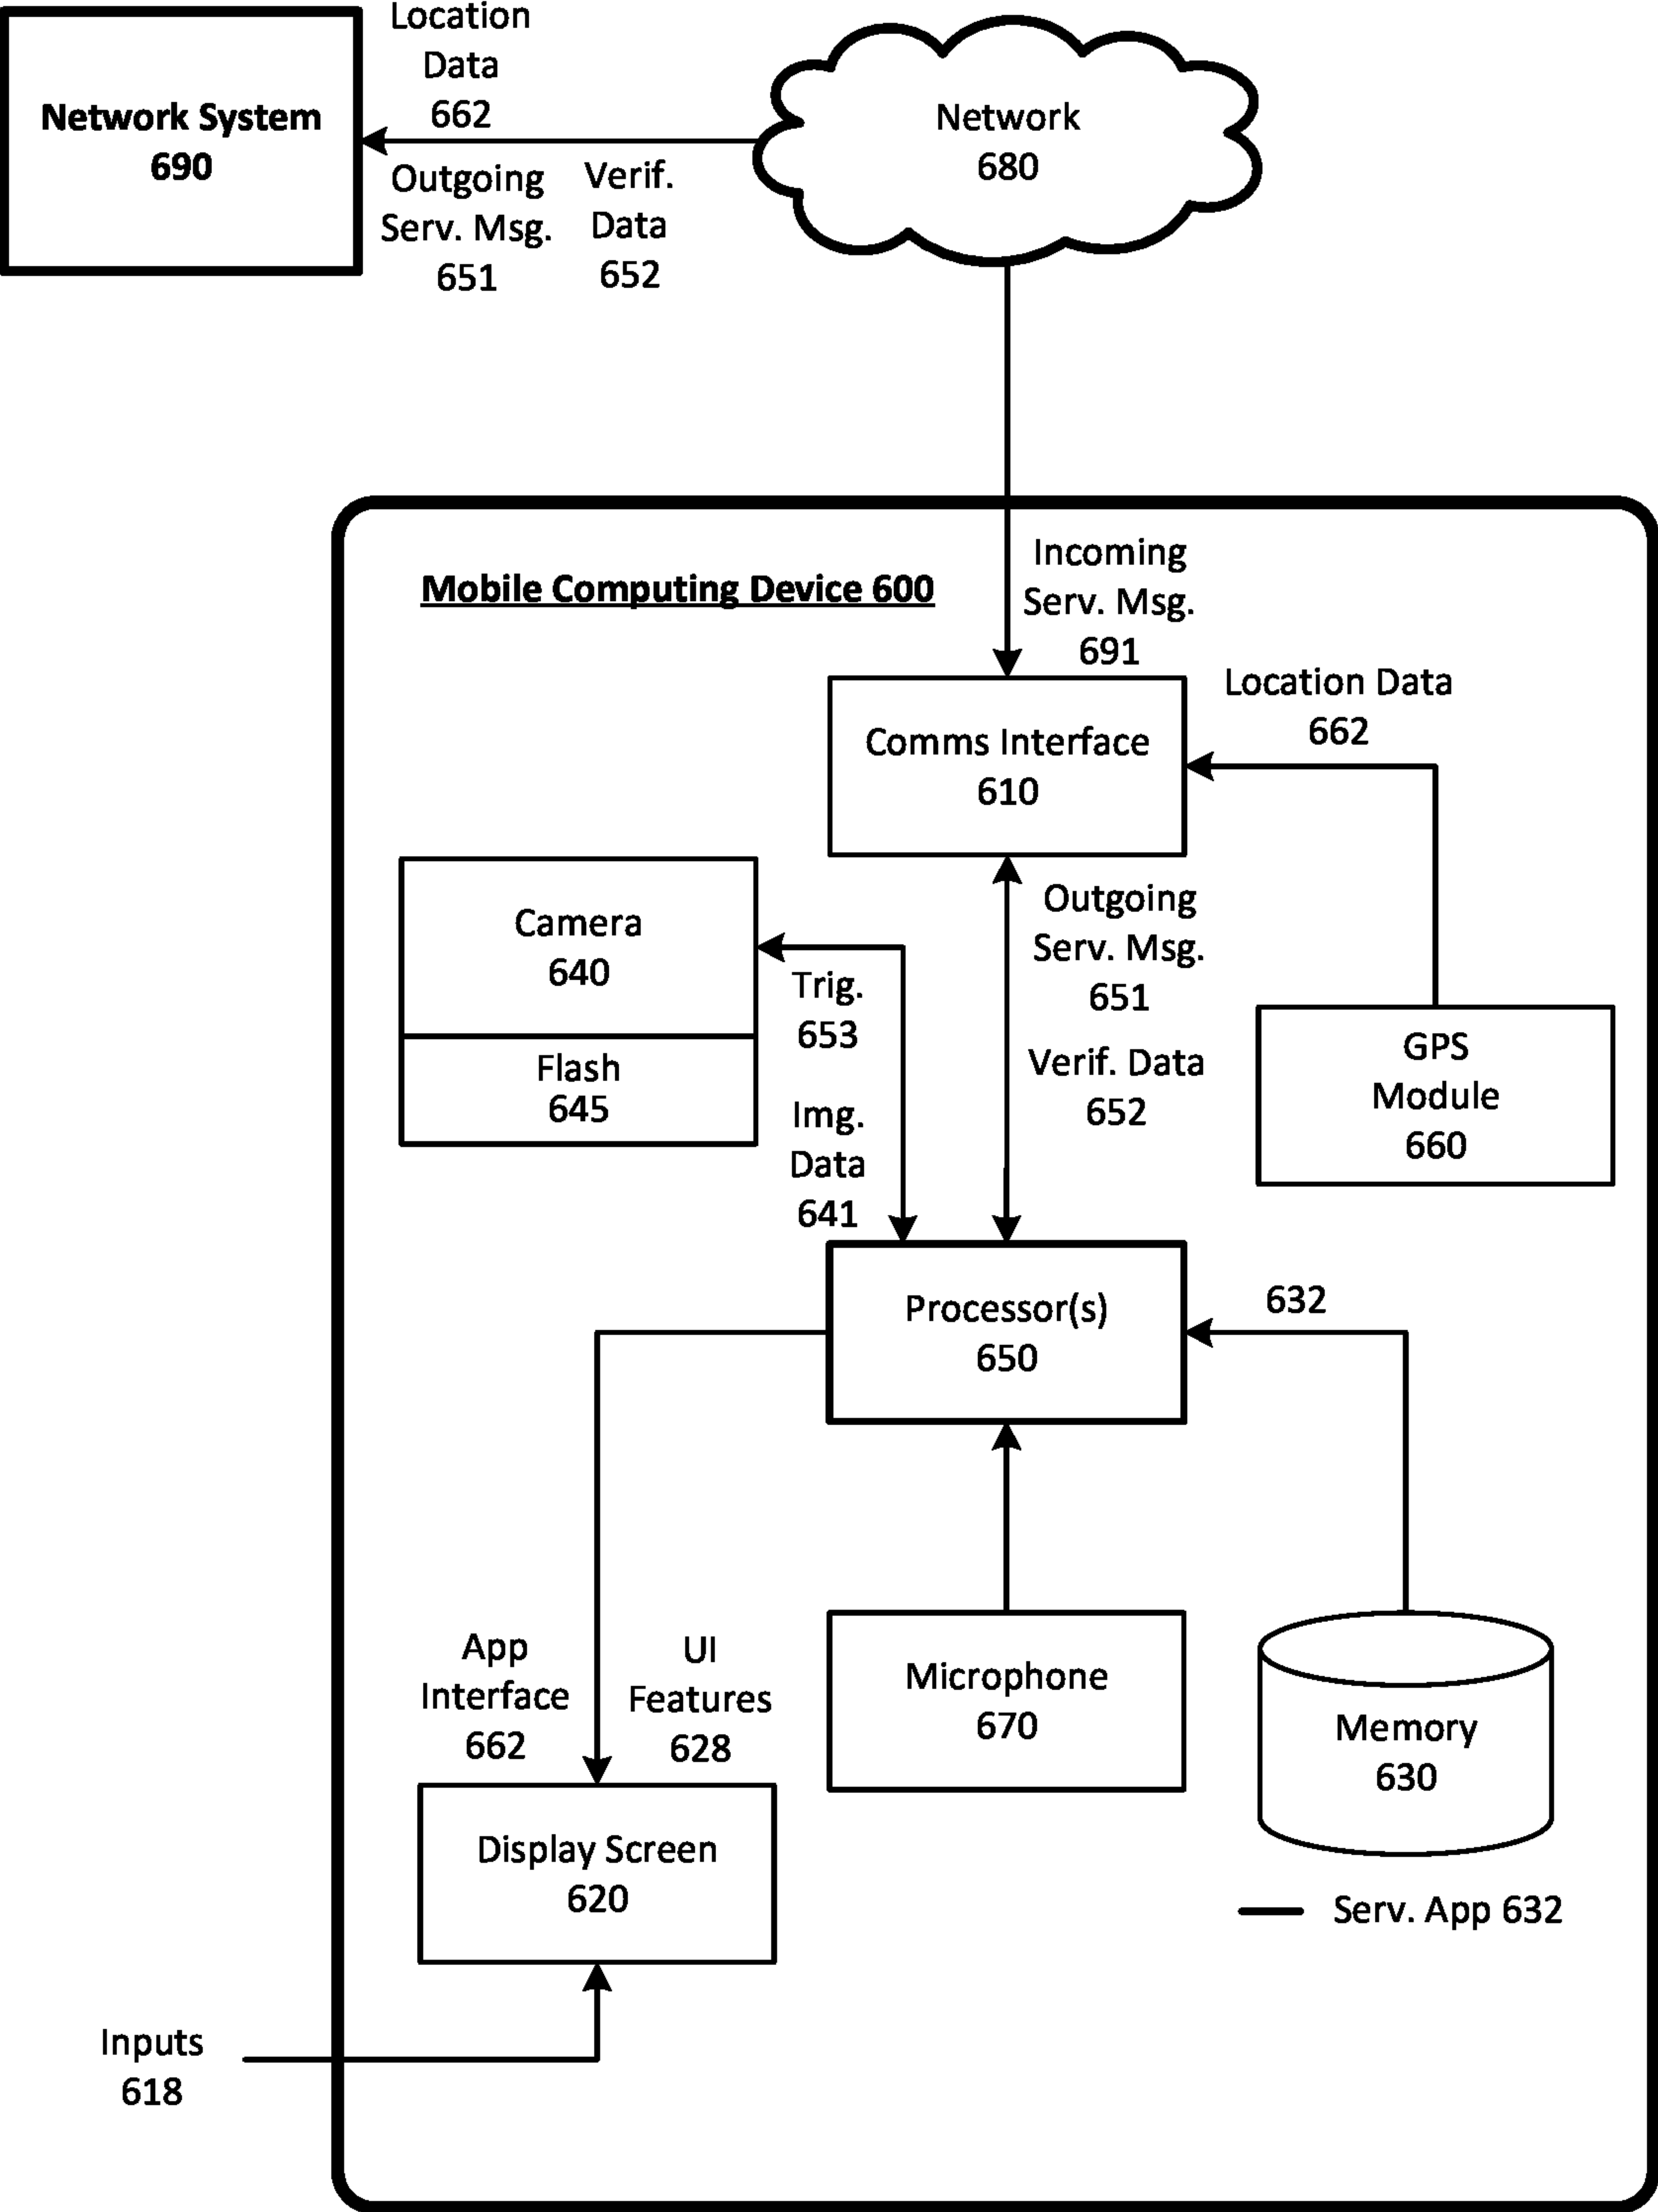 Location
Data
662
Network System
690
Outgoing
Serv. Msg.
651
Verif.
Data
652
Network
680
Mobile Computing Device 600
Incoming
Serv. Msg.
691
Comms Interface
610
Location Data
662
Camera
640
Flash
645
Trig.
653
Img.
Data
641
Outgoing
Serv. Msg.
651
Verif. Data
652
GPS
Module
660
Processor(s)
650
632
App
Interface
662
UI
Features
628
Microphone
670
Memory
630
Display Screen
620
Serv. App 632
Inputs
618